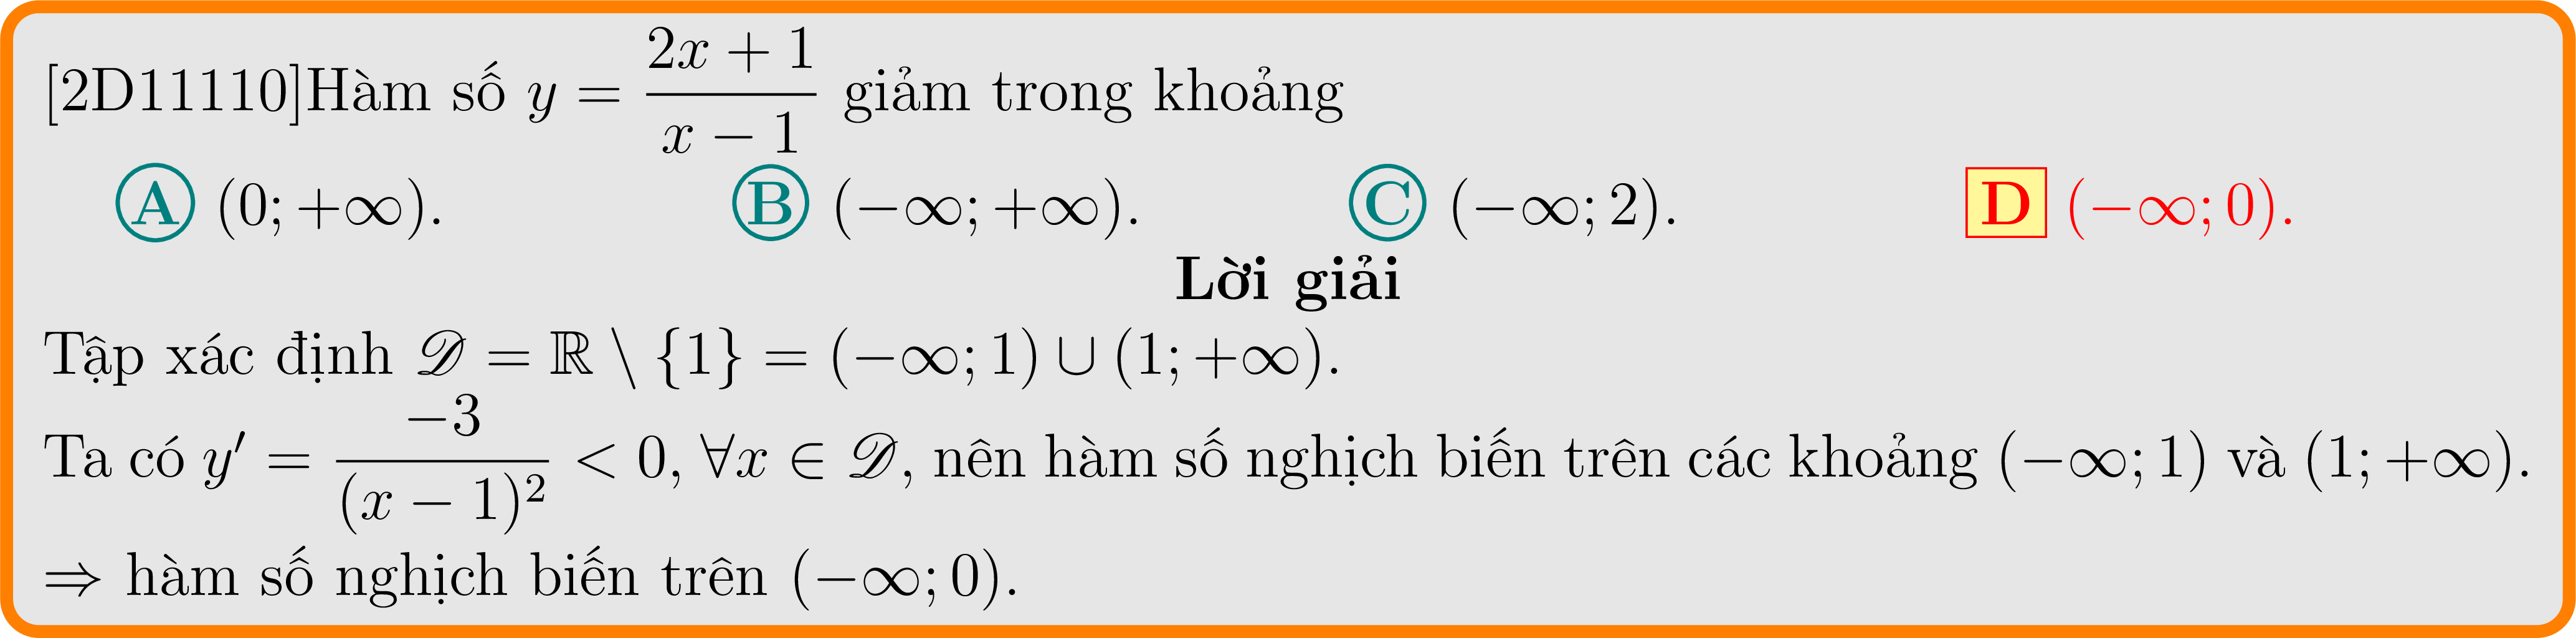 [2D11110]Hàm số $y = \dfrac{2x+1}{x-1}$ giảm trong khoảng
A $(0; +\infty)$. B $(-\infty; +\infty)$. C $(-\infty; 2)$. D $(-\infty; 0)$.
Lời giải
Tập xác định $\mathscr{D} = \mathbb{R} \setminus \{1\} = (-\infty; 1) \cup (1; +\infty)$.
Ta có $y' = \dfrac{-3}{(x-1)^2} < 0, \forall x \in \mathscr{D}$, nên hàm số nghịch biến trên các khoảng $(-\infty; 1)$ và $(1; +\infty)$.
$\Rightarrow$ hàm số nghịch biến trên $(-\infty; 0)$.